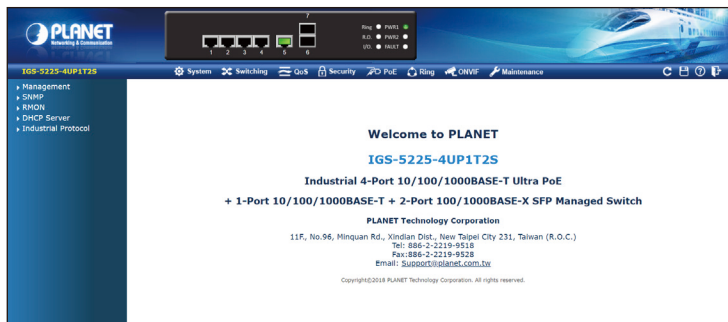 PLANET
Networking & Communication
7
1 2 3 4 5 6
Ring PWR1
R.O. PWR2
I/O. FAULT
IGS-5225-4UP1T2S
System Switching QoS Security PoE Ring ONVIF Maintenance
Management
SNMP
RMON
DHCP Server
Industrial Protocol
Welcome to PLANET
IGS-5225-4UP1T2S
Industrial 4-Port 10/100/1000BASE-T Ultra PoE
+ 1-Port 10/100/1000BASE-T + 2-Port 100/1000BASE-X SFP Managed Switch
PLANET Technology Corporation
11F., No.96, Minquan Rd., Xindian Dist., New Taipei City 231, Taiwan (R.O.C.)
Tel: 886-2-2219-9518
Fax:886-2-2219-9528
Email: Support@planet.com.tw
Copyright©2018 PLANET Technology Corporation. All rights reserved.